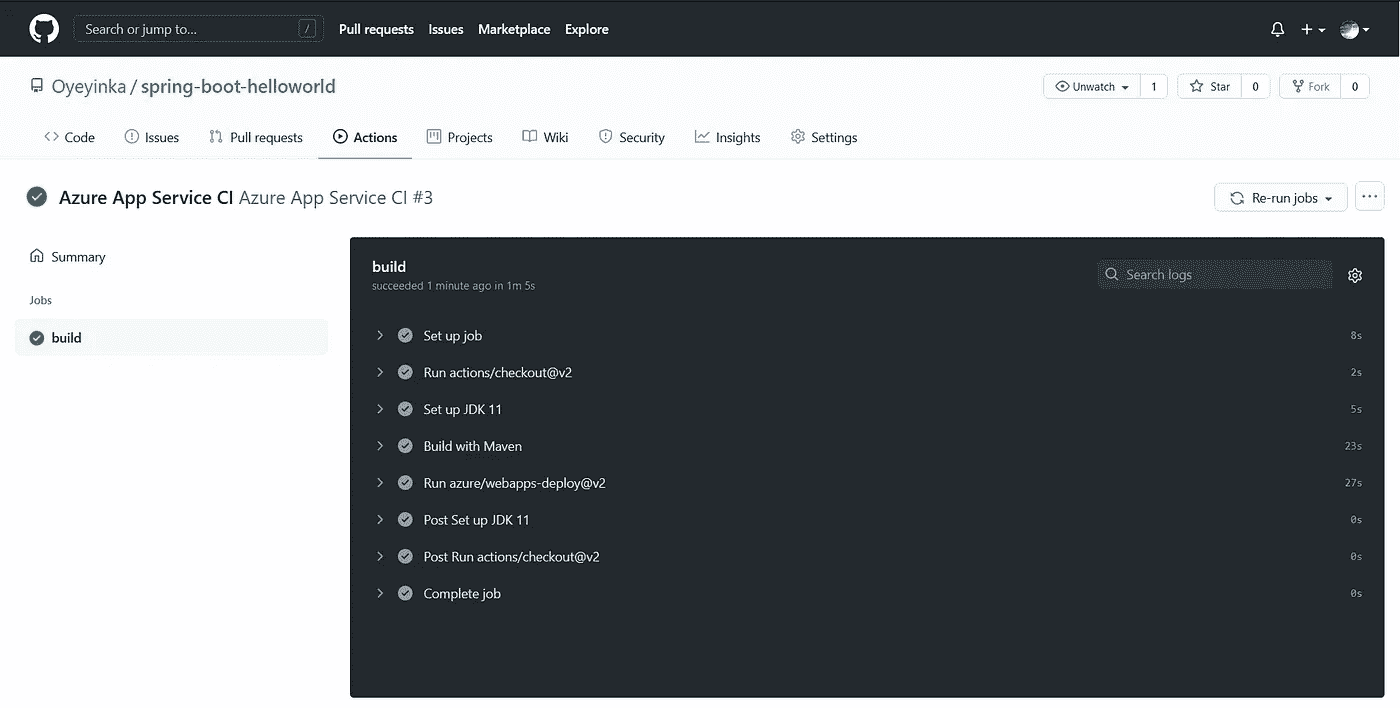 Search or jump to... /
Pull requests Issues Marketplace Explore
Oyeyinka / spring-boot-helloworld
Unwatch 1 Star 0 Fork 0
Code Issues Pull requests Actions Projects Wiki Security Insights Settings
Azure App Service CI Azure App Service CI #3
Re-run jobs
Summary
Jobs
build
build
succeeded 1 minute ago in 1m 5s
Search logs
Set up job 8s
Run actions/checkout@v2 2s
Set up JDK 11 5s
Build with Maven 23s
Run azure/webapps-deploy@v2 27s
Post Set up JDK 11 0s
Post Run actions/checkout@v2 0s
Complete job 0s